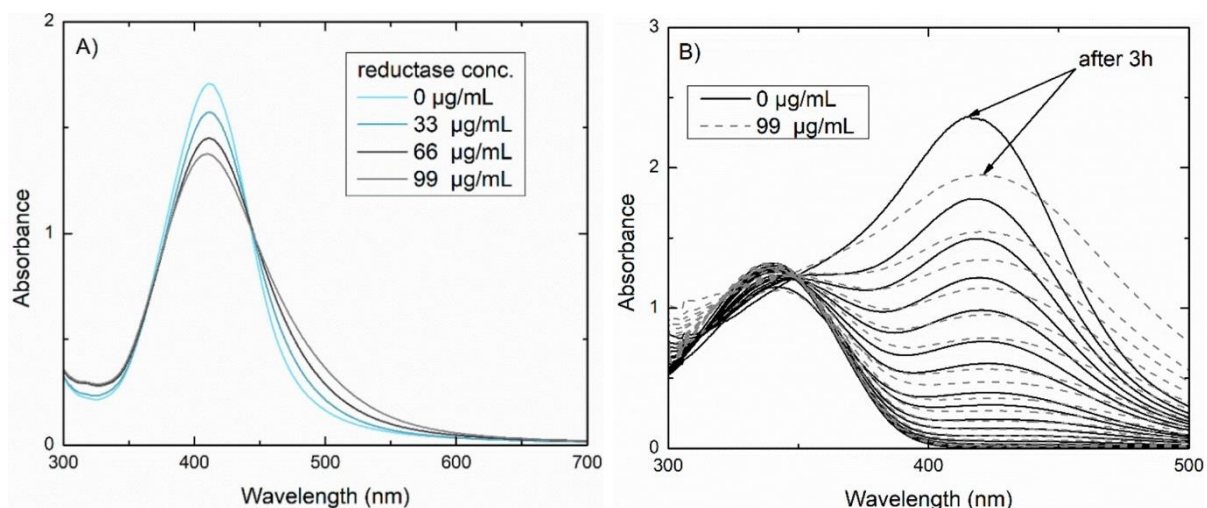 A)
reductase conc.
0 µg/mL
33 µg/mL
66 µg/mL
99 µg/mL
2
1
0
300 400 500 600 700
Absorbance
Wavelength (nm)
B)
0 µg/mL
99 µg/mL
after 3h
3
2
1
0
300 400 500
Absorbance
Wavelength (nm)